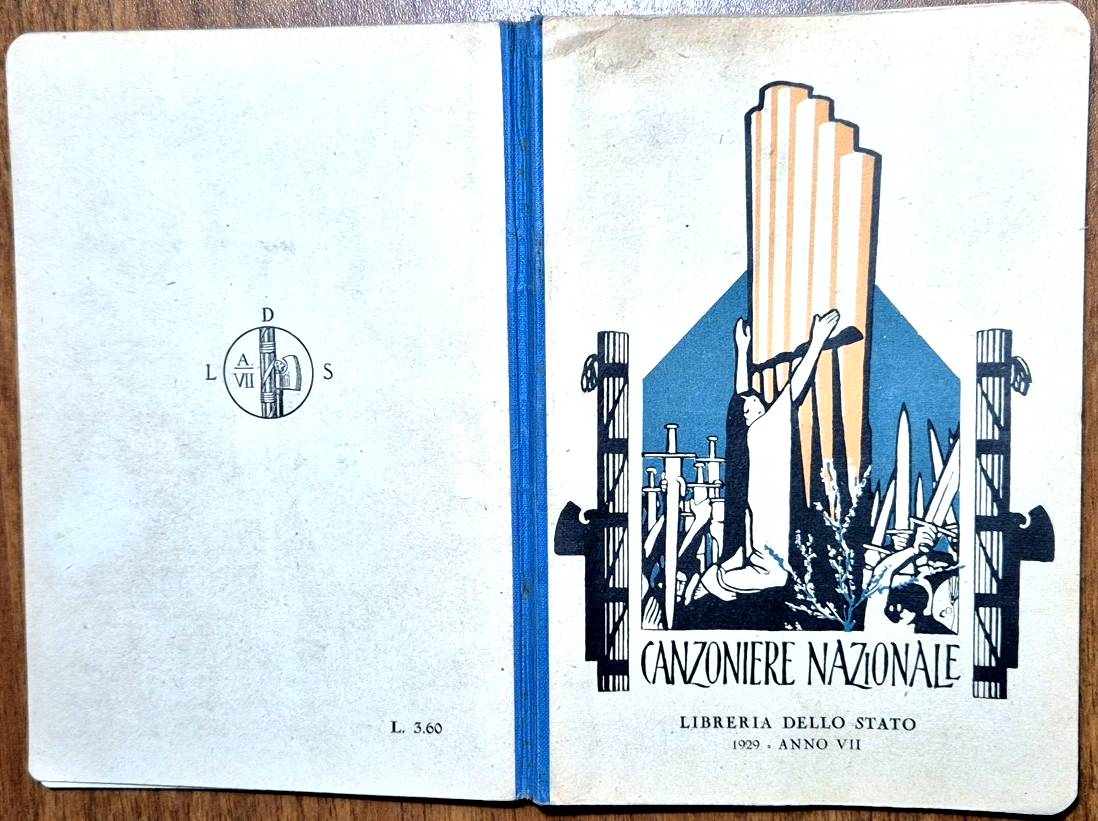 D
L
A
VII
S
L. 3.60
CANZONIERE NAZIONALE
LIBRERIA DELLO STATO
1929 - ANNO VII